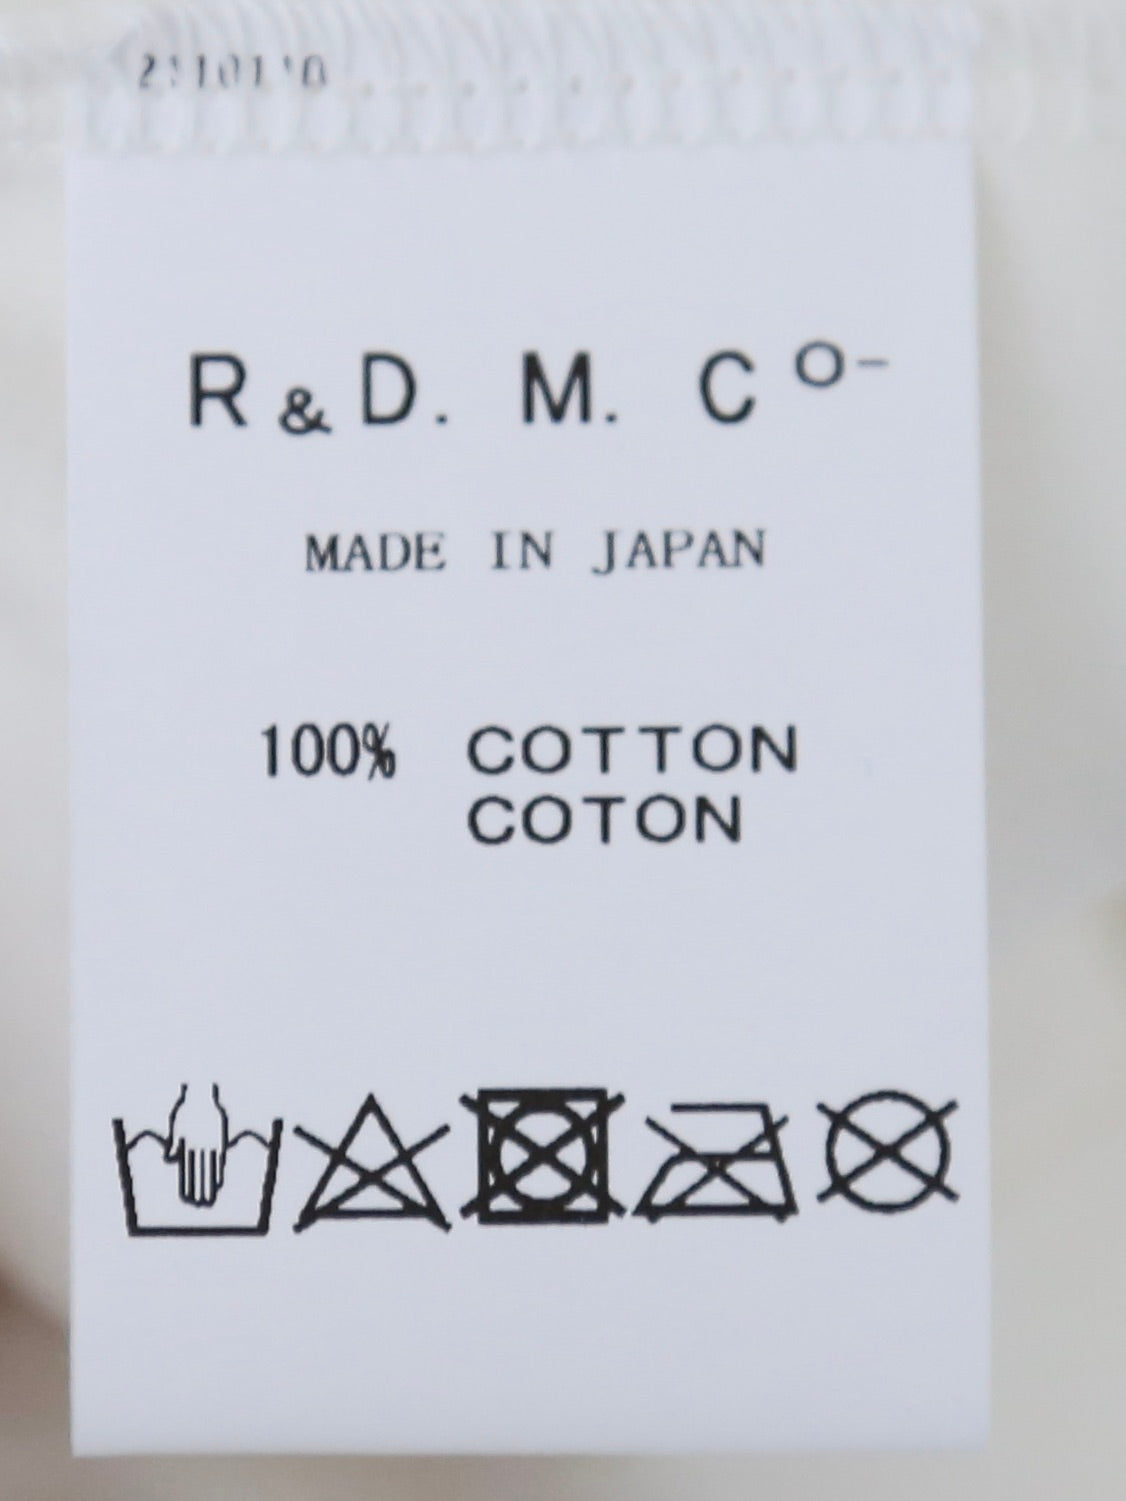 R & D. M. Co-
MADE IN JAPAN
100% COTTON
COTON